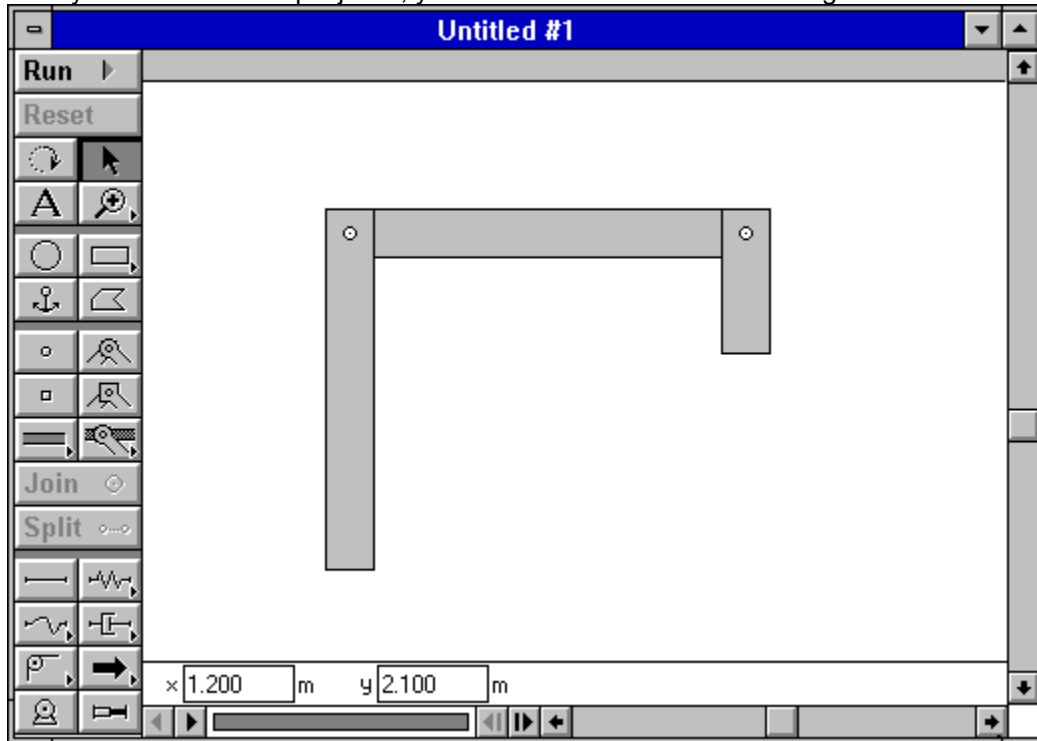 Untitled #1
Run
Reset
A
Join
Split
x 1.200 m y 2.100 m